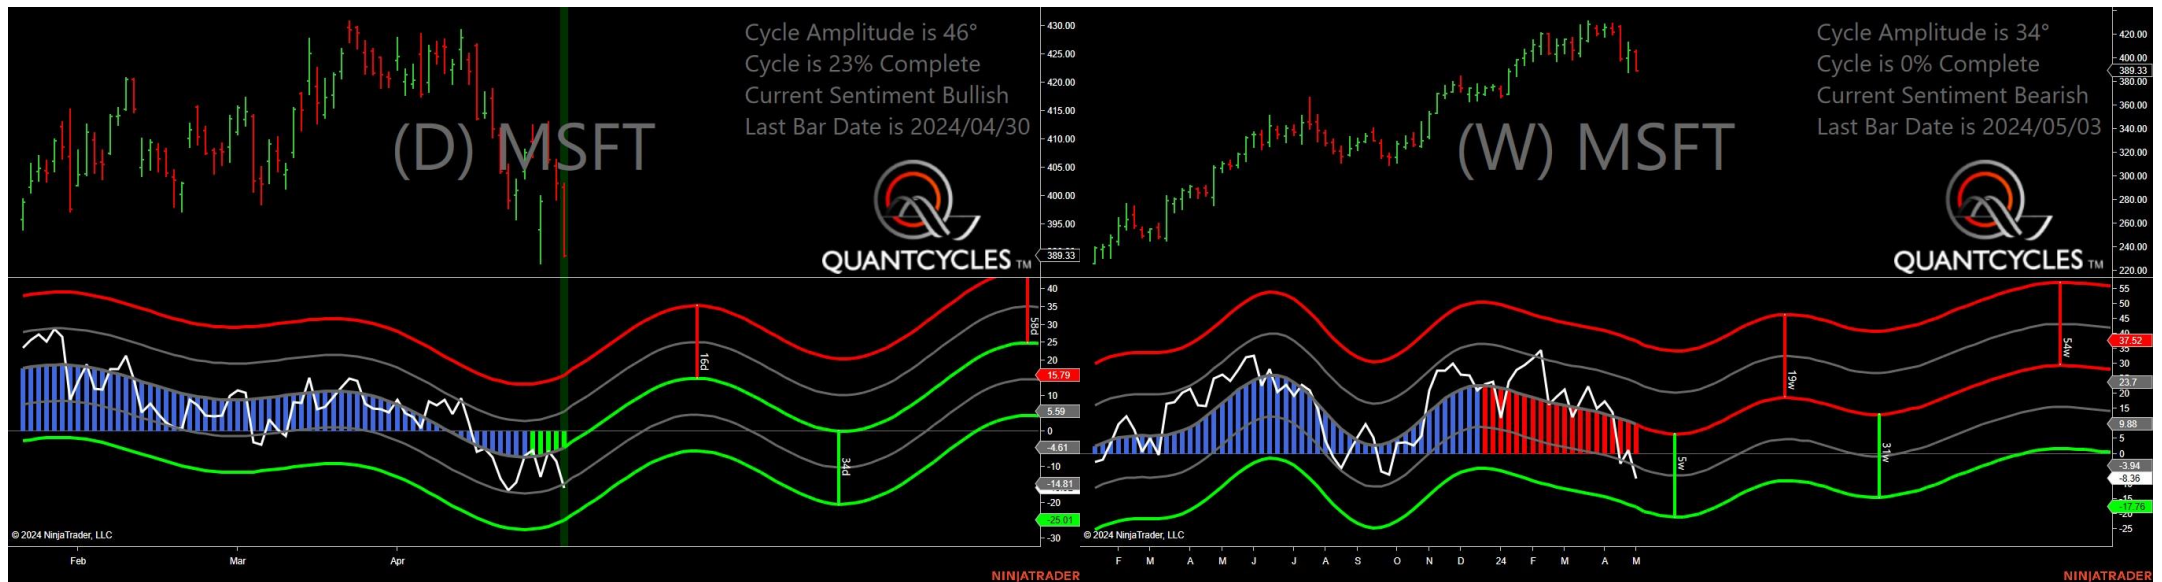 Cycle Amplitude is 46°
Cycle is 23% Complete
Current Sentiment Bullish
Last Bar Date is 2024/04/30
(D) MSFT
QUANTCYCLES TM
430.00
425.00
420.00
415.00
410.00
405.00
400.00
395.00
389.33
40
35
30
25
20
15.79
10
5.59
0
-4.61
-10
-14.81
-20
-25.01
-30
16d
34d
58d
© 2024 NinjaTrader, LLC
Feb Mar Apr
NINJATRADER
Cycle Amplitude is 34°
Cycle is 0% Complete
Current Sentiment Bearish
Last Bar Date is 2024/05/03
(W) MSFT
QUANTCYCLES TM
420.00
400.00
389.33
380.00
360.00
340.00
320.00
300.00
280.00
260.00
240.00
220.00
55
50
45
37.52
35
30
23.7
20
15
9.88
5
0
-3.94
-8.36
-15
-17.76
-20
-25
5w
19w
31w
54w
© 2024 NinjaTrader, LLC
F M A M J J A S O N D 24 F M A M
NINJATRADER